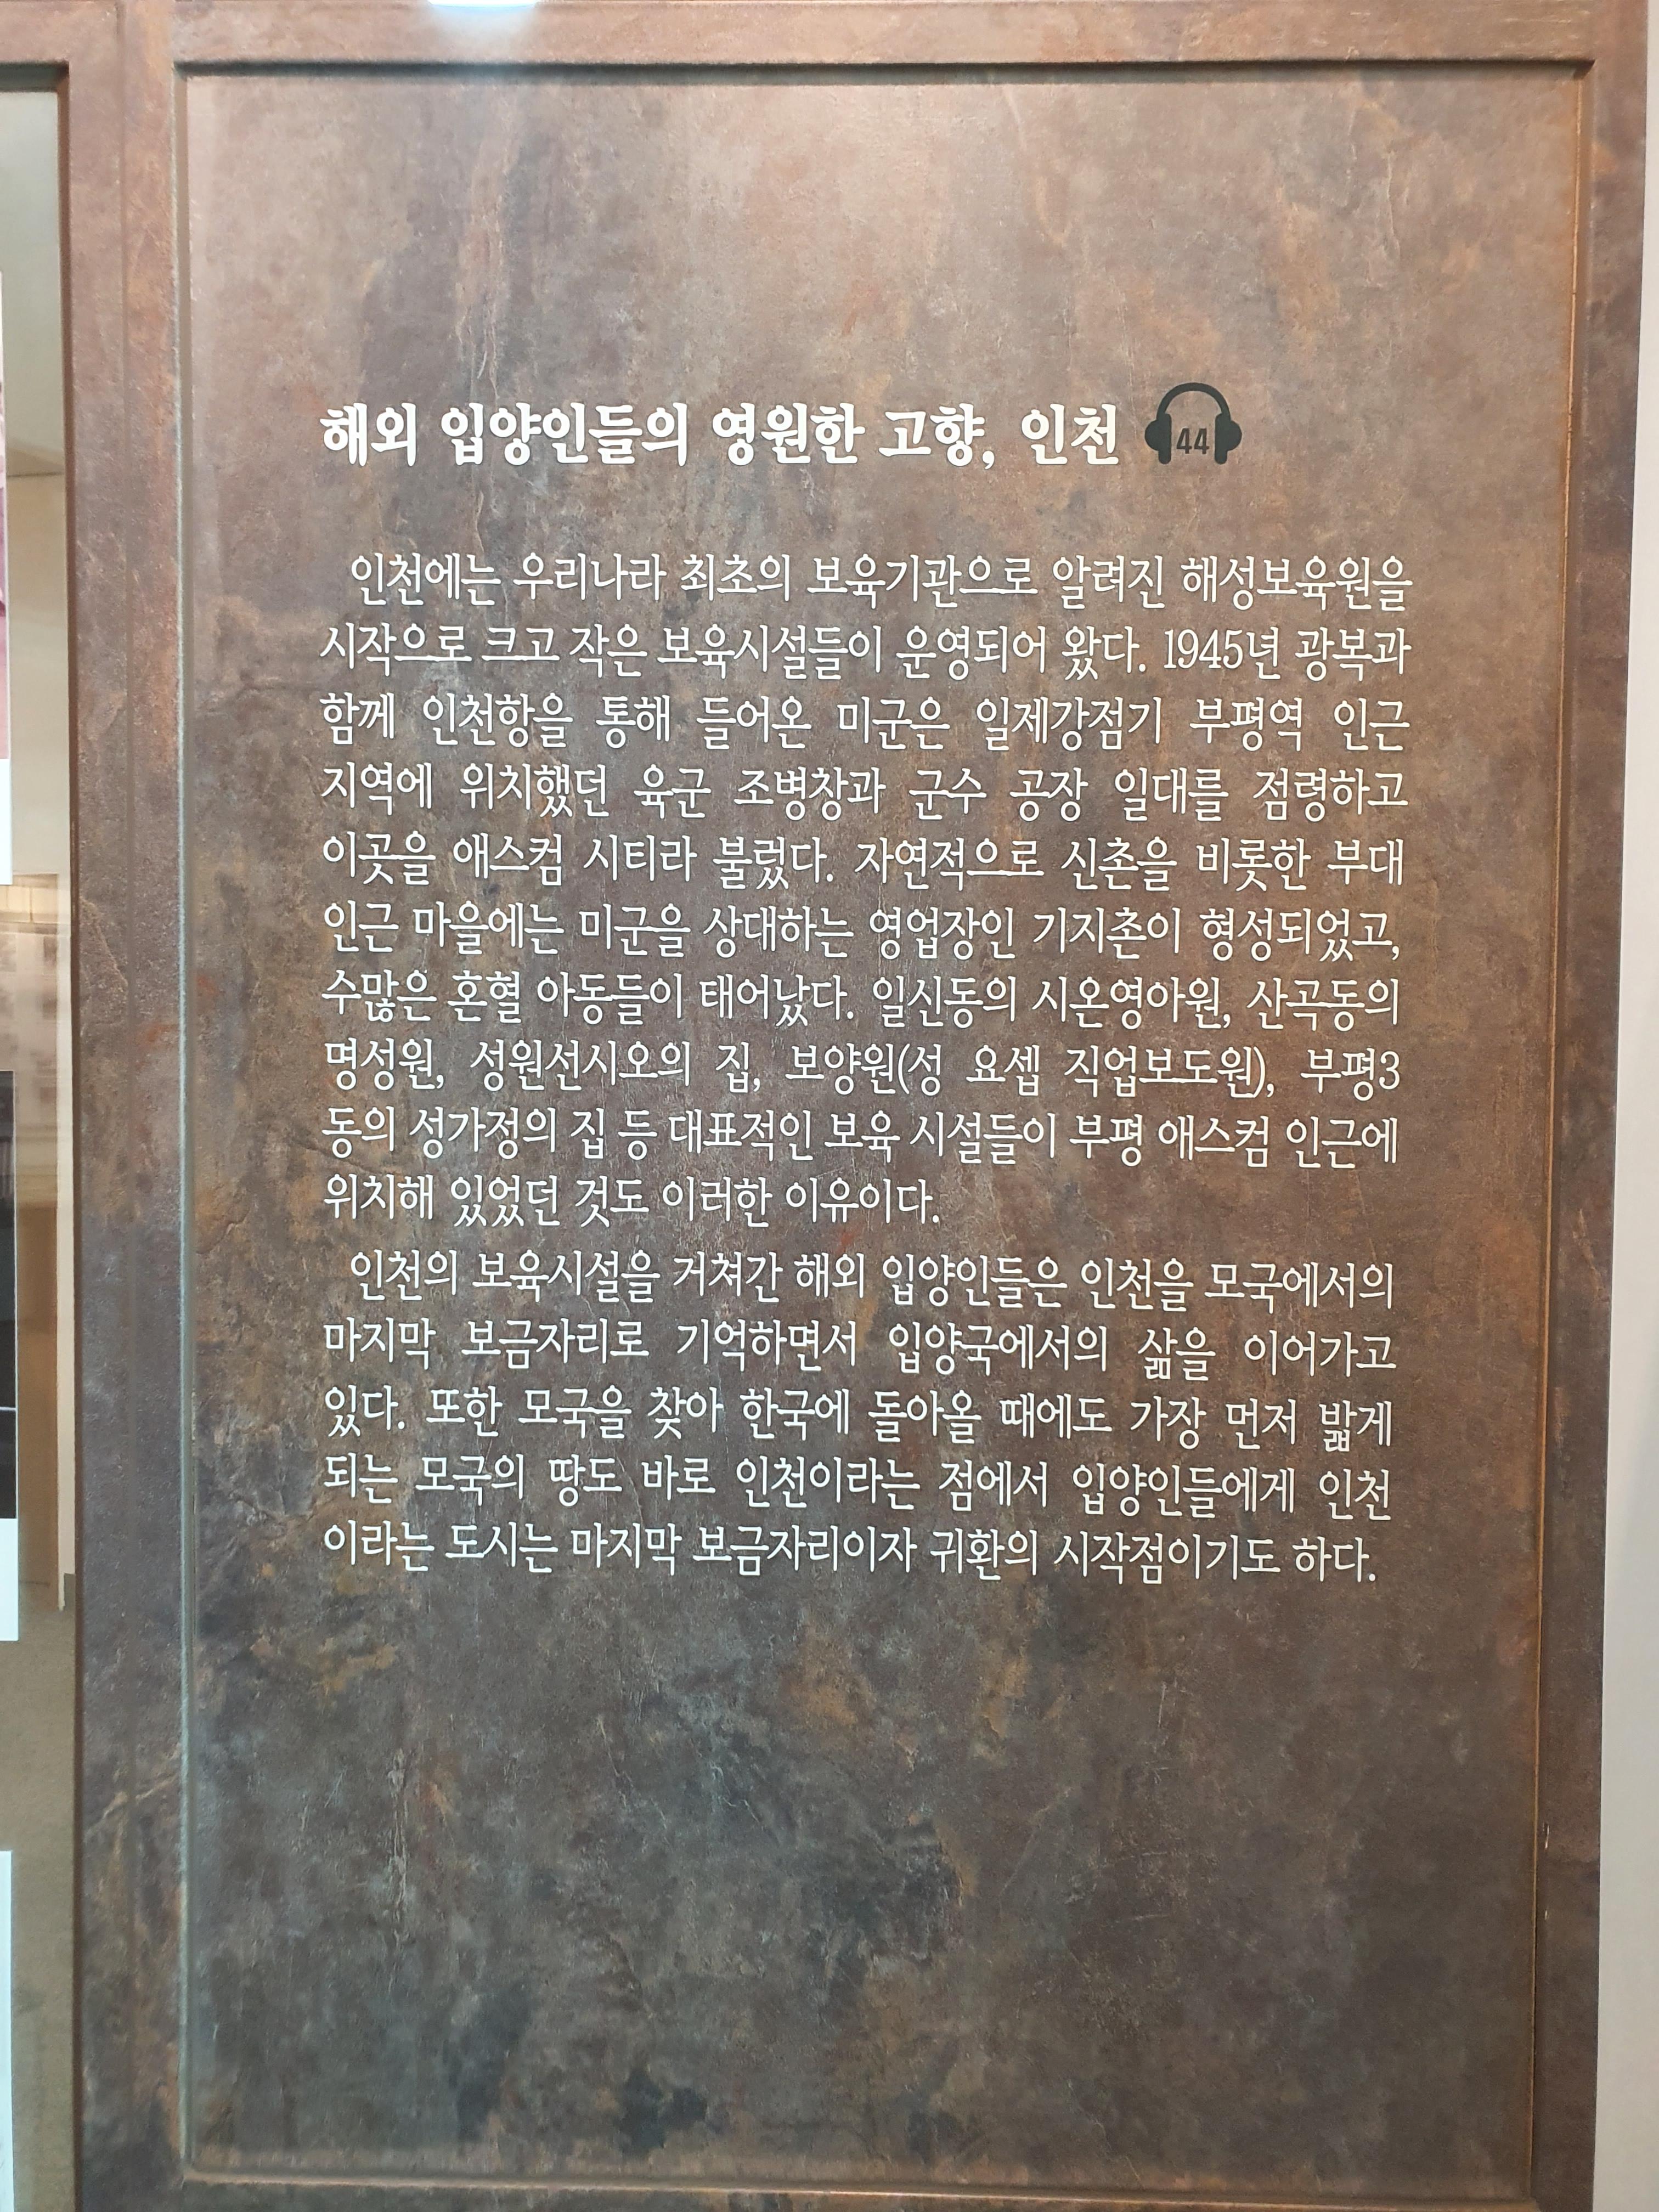 해외 입양인들의 영원한 고향, 인천 44
인천에는 우리나라 최초의 보육기관으로 알려진 해성보육원을
시작으로 크고 작은 보육시설들이 운영되어 왔다. 1945년 광복과
함께 인천항을 통해 들어온 미군은 일제강점기 부평역 인근
지역에 위치했던 육군 조병창과 군수 공장 일대를 점령하고
이곳을 애스컴 시티라 불렀다. 자연적으로 신촌을 비롯한 부대
인근 마을에는 미군을 상대하는 영업장인 기지촌이 형성되었고,
수많은 혼혈 아동들이 태어났다. 일신동의 시온영아원, 산곡동의
명성원, 성원선시오의 집, 보양원(성 요셉 직업보도원), 부평3
동의 성가정의 집 등 대표적인 보육 시설들이 부평 애스컴 인근에
위치해 있었던 것도 이러한 이유이다.
인천의 보육시설을 거쳐간 해외 입양인들은 인천을 모국에서의
마지막 보금자리로 기억하면서 입양국에서의 삶을 이어가고
있다. 또한 모국을 찾아 한국에 돌아올 때에도 가장 먼저 밟게
되는 모국의 땅도 바로 인천이라는 점에서 입양인들에게 인천
이라는 도시는 마지막 보금자리이자 귀환의 시작점이기도 하다.